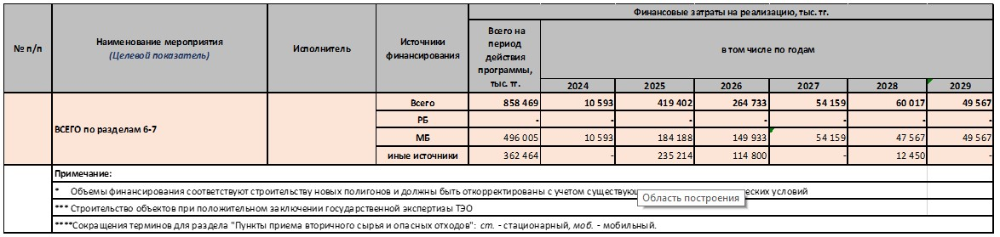 № п/п
Наименование мероприятия
(Целевой показатель)
Исполнитель
Источники
финансирования
Финансовые затраты на реализацию, тыс. тг.
Всего на
период
действия
программы,
тыс. тг.
в том числе по годам
2024 2025 2026 2027 2028 2029
ВСЕГО по разделам 6-7
Всего 858 469 10 593 419 402 264 733 54 159 60 017 49 567
РБ - - - - - - -
МБ 496 005 10 593 184 188 149 933 54 159 47 567 49 567
иные источники 362 464 - 235 214 114 800 - 12 450 -
Примечание:
* Объемы финансирования соответствуют строительству новых полигонов и должны быть откорректированы с учетом существующ ческих условий
Область построения
*** Строительство объектов при положительном заключении государственной экспертизы ТЭО
****Сокращения терминов для раздела "Пункты приема вторичного сырья и опасных отходов": ст. - стационарный, моб. - мобильный.